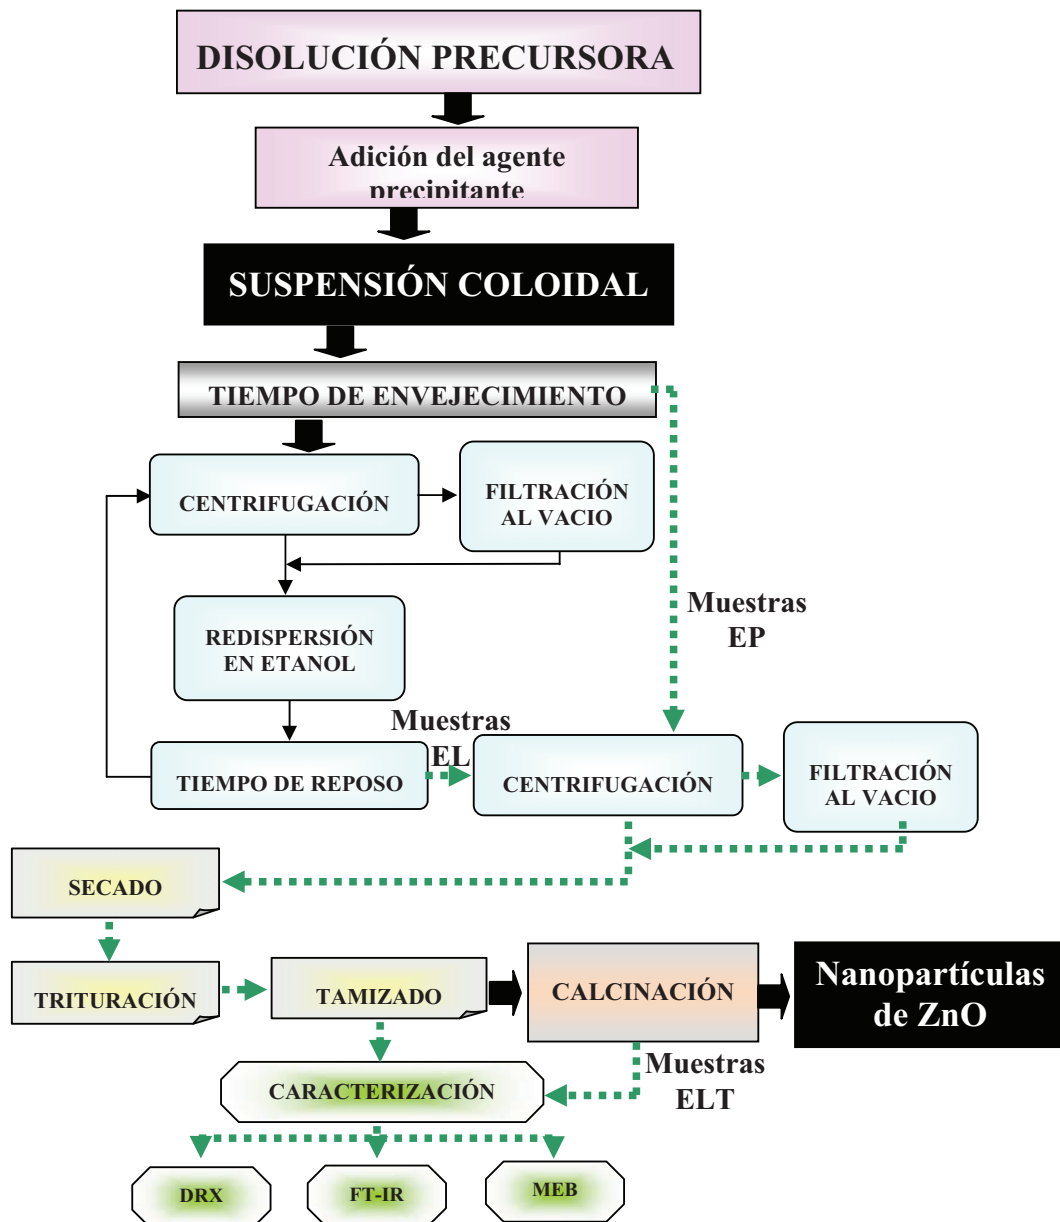 DISOLUCIÓN PRECURSORA
Adición del agente
precipitante
SUSPENSIÓN COLOIDAL
TIEMPO DE ENVEJECIMIENTO
CENTRIFUGACIÓN
FILTRACIÓN
AL VACIO
REDISPERSIÓN
EN ETANOL
Muestras
EP
TIEMPO DE REPOSO
Muestras
EL
CENTRIFUGACIÓN
FILTRACIÓN
AL VACIO
SECADO
TRITURACIÓN
TAMIZADO
CALCINACIÓN
Nanopartículas
de ZnO
Muestras
ELT
CARACTERIZACIÓN
DRX
FT-IR
MEB